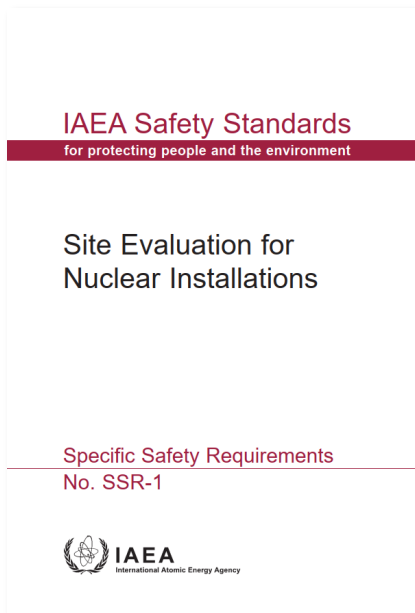 IAEA Safety Standards
for protecting people and the environment
Site Evaluation for
Nuclear Installations
Specific Safety Requirements
No. SSR-1
IAEA
International Atomic Energy Agency